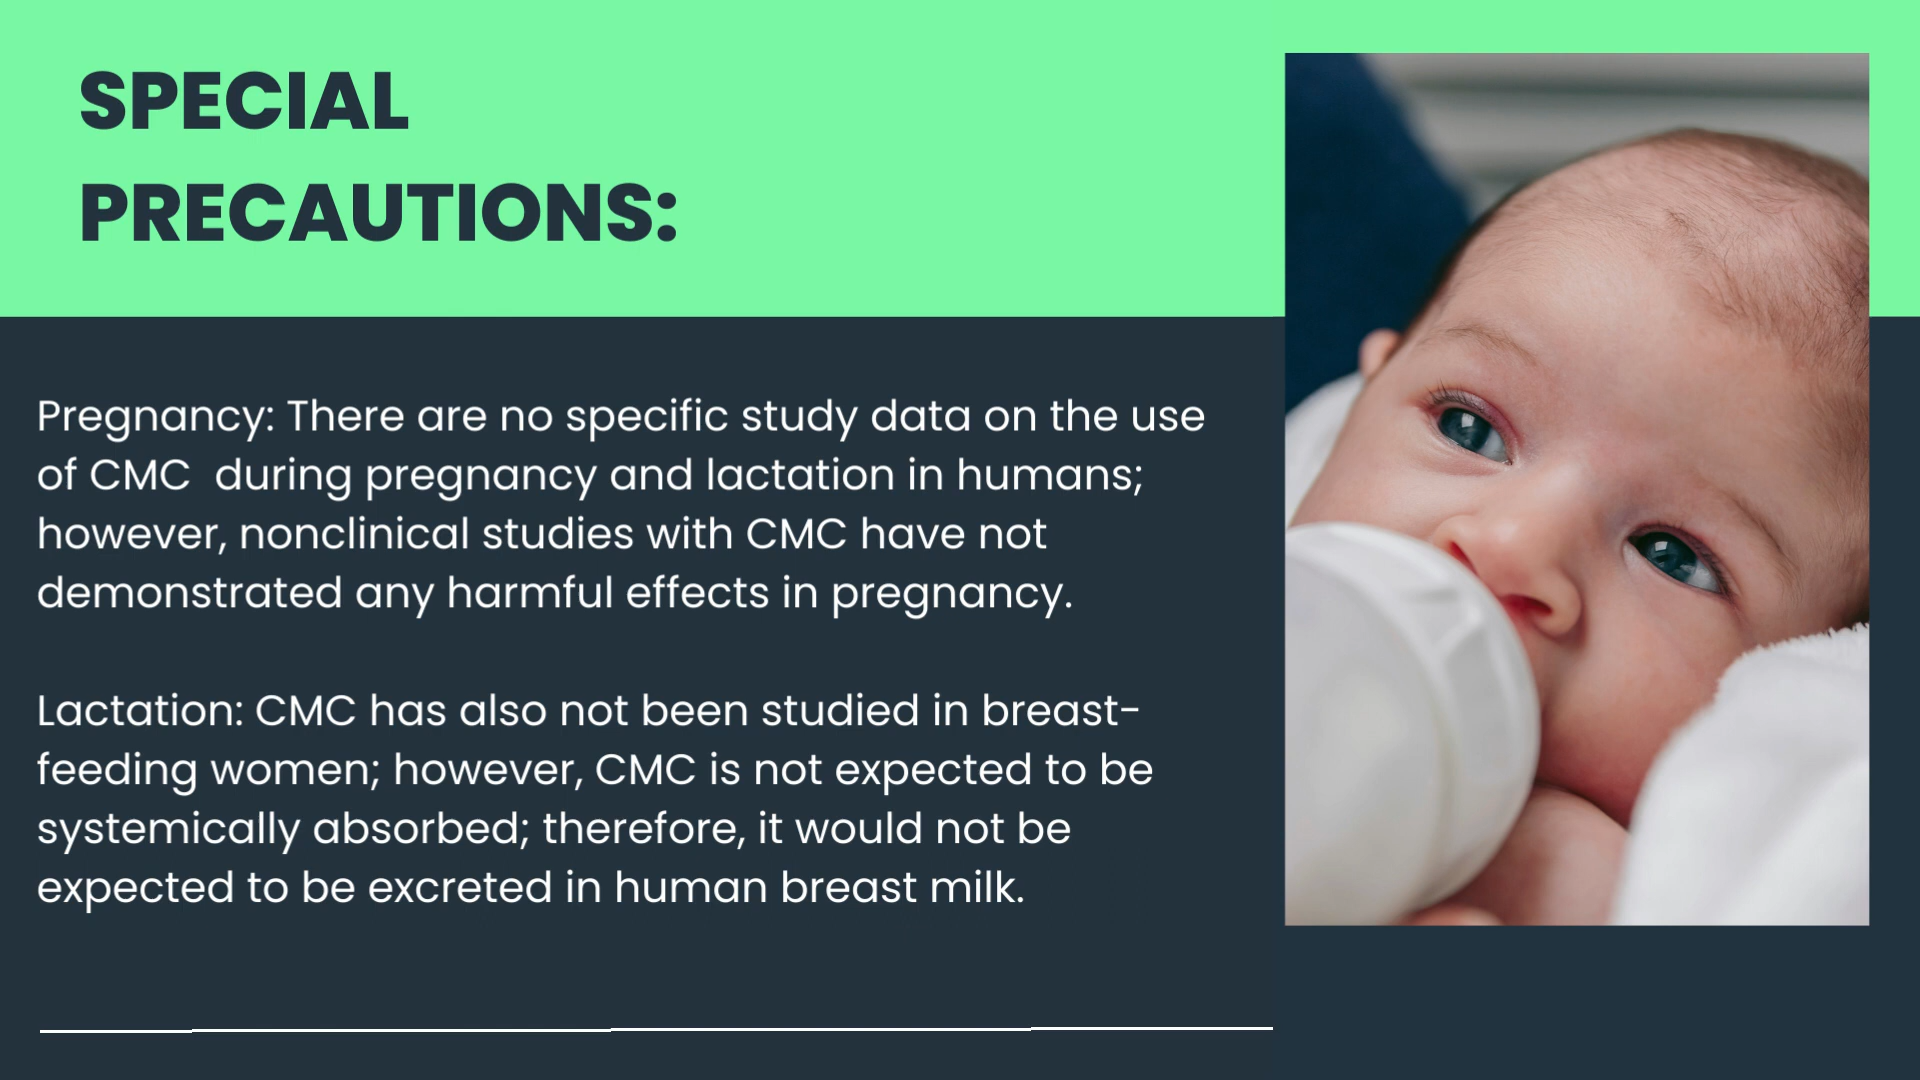 SPECIAL
PRECAUTIONS:
Pregnancy: There are no specific study data on the use
of CMC  during pregnancy and lactation in humans;
however, nonclinical studies with CMC have not
demonstrated any harmful effects in pregnancy.
Lactation: CMC has also not been studied in breast-
feeding women; however, CMC is not expected to be
systemically absorbed; therefore, it would not be
expected to be excreted in human breast milk.